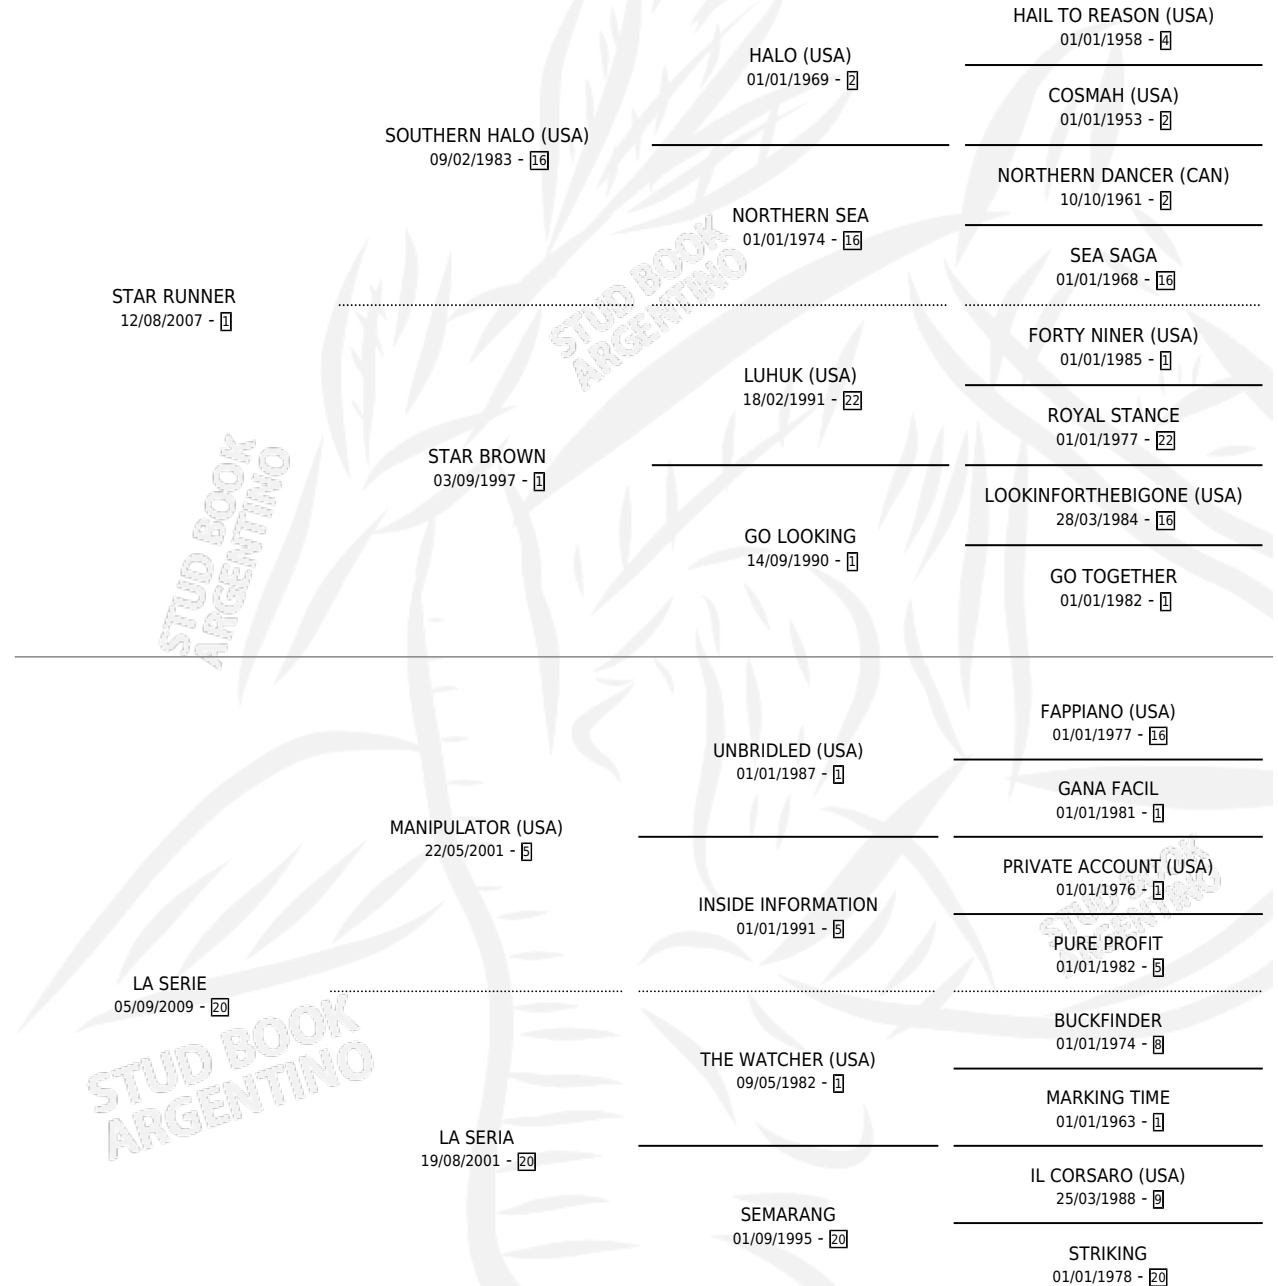 HAIL TO REASON (USA)
01/01/1958 - 4
HALO (USA)
01/01/1969 - 2
COSMAH (USA)
01/01/1953 - 2
SOUTHERN HALO (USA)
09/02/1983 - 16
NORTHERN DANCER (CAN)
10/10/1961 - 2
NORTHERN SEA
01/01/1974 - 16
SEA SAGA
01/01/1968 - 16
STAR RUNNER
12/08/2007 - 1
STUD BOOK
ARGENTINO
FORTY NINER (USA)
01/01/1985 - 1
LUHUK (USA)
18/02/1991 - 22
ROYAL STANCE
01/01/1977 - 22
STAR BROWN
03/09/1997 - 1
LOOKINFORTHEBIGONE (USA)
28/03/1984 - 16
GO LOOKING
14/09/1990 - 1
GO TOGETHER
01/01/1982 - 1
STUD BOOK
ARGENTINO
FAPPIANO (USA)
01/01/1977 - 16
UNBRIDLED (USA)
01/01/1987 - 1
GANA FACIL
01/01/1981 - 1
MANIPULATOR (USA)
22/05/2001 - 5
PRIVATE ACCOUNT (USA)
01/01/1976 - 1
INSIDE INFORMATION
01/01/1991 - 5
PURE PROFIT
01/01/1982 - 5
STUD BOOK
ARGENTINO
LA SERIE
05/09/2009 - 20
BUCKFINDER
01/01/1974 - 8
THE WATCHER (USA)
09/05/1982 - 1
MARKING TIME
01/01/1963 - 1
STUD BOOK
ARGENTINO
LA SERIA
19/08/2001 - 20
IL CORSARO (USA)
25/03/1988 - 9
SEMARANG
01/09/1995 - 20
STRIKING
01/01/1978 - 20